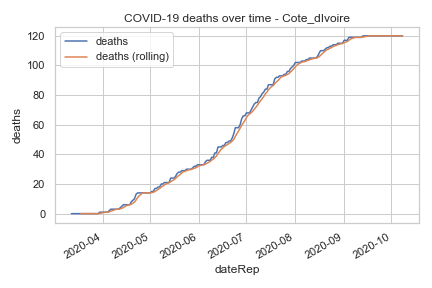 COVID-19 deaths over time - Cote_dIvoire
deaths
deaths (rolling)
120
100
80
60
40
20
0
deaths
2020-04
2020-05
2020-06
2020-07
2020-08
2020-09
2020-10
dateRep